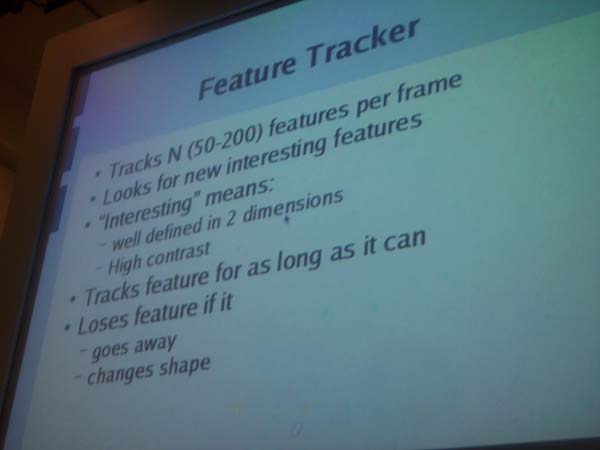 Feature Tracker
• Tracks N (50-200) features per frame
• Looks for new interesting features
• "Interesting" means:
– well defined in 2 dimensions
– High contrast
• Tracks feature for as long as it can
• Loses feature if it
– goes away
– changes shape